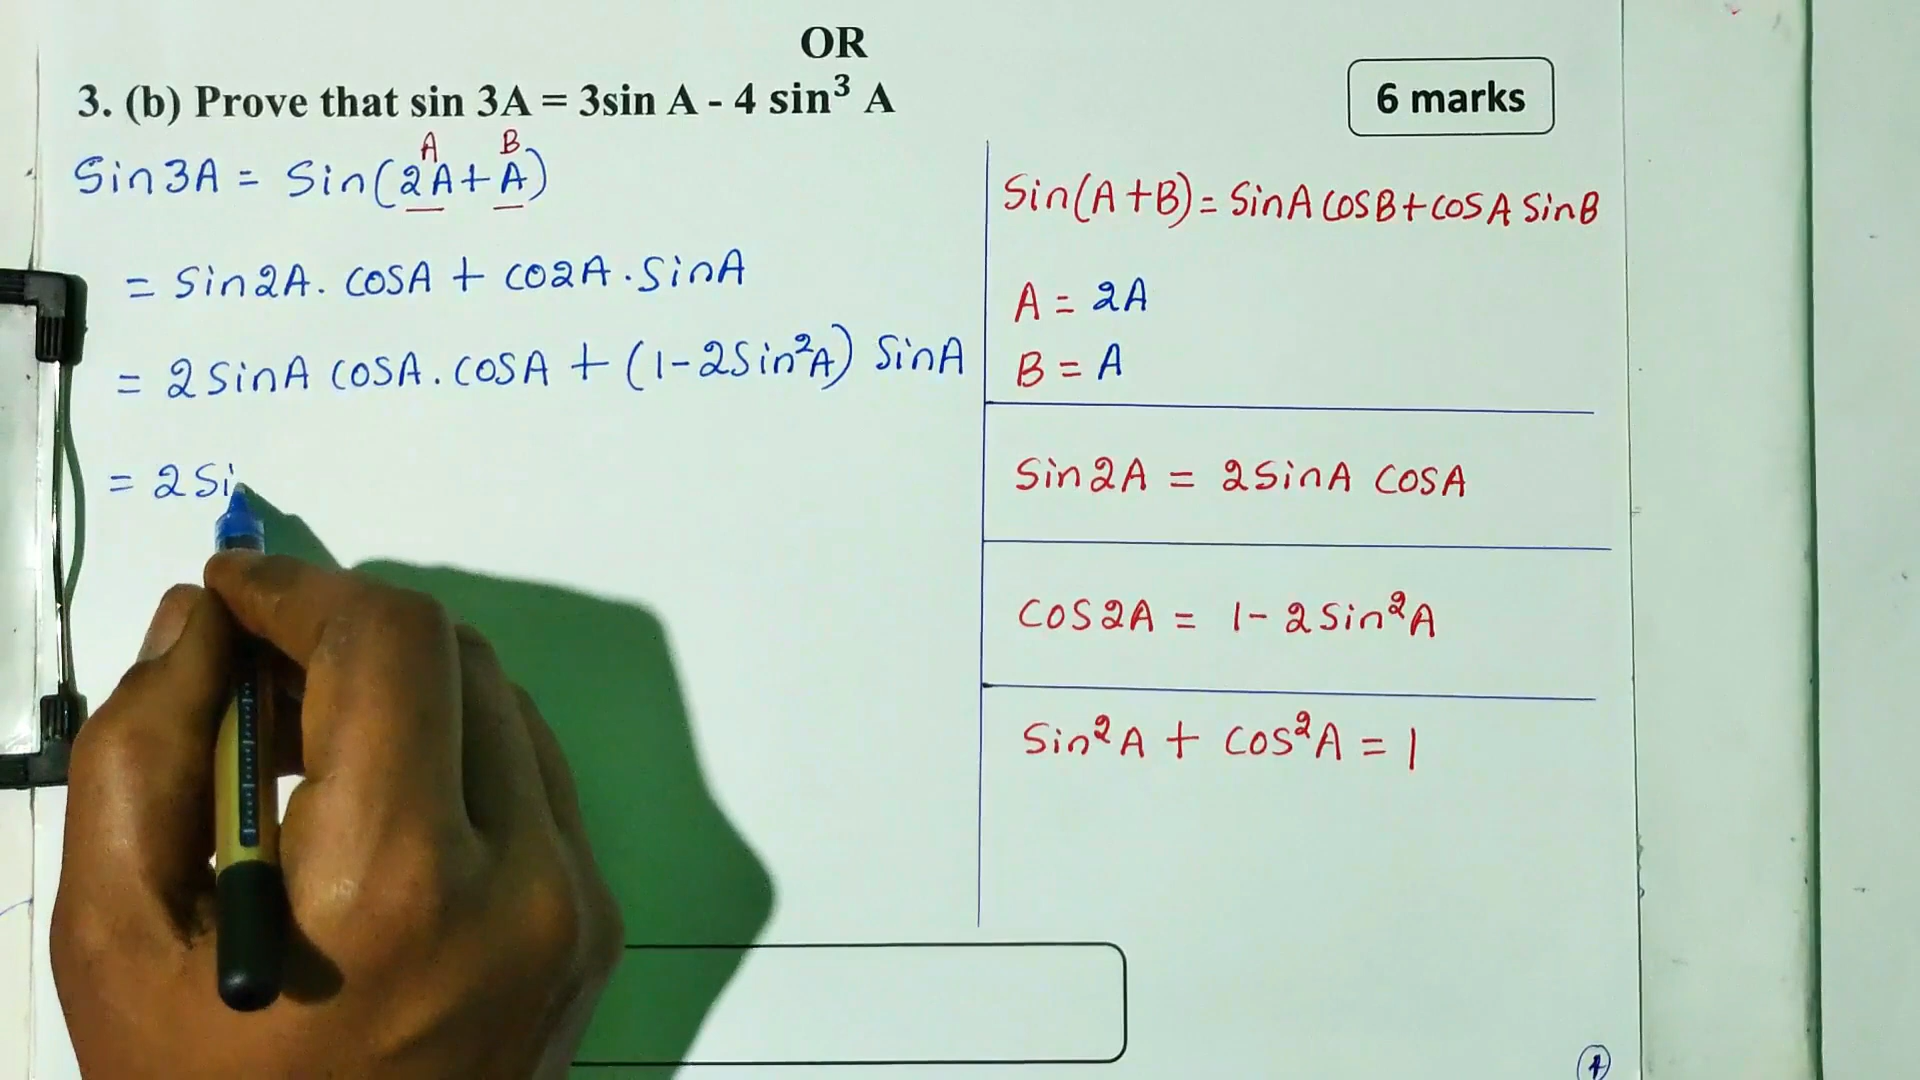 OR
3. (b) Prove that sin 3A = 3sin A - 4 sin³ A
6 marks
A B
Sin3A = Sin(2A+A)
= Sin2A. cosA + co2A.SinA
= 2SinA cosA.cosA + (1-2Sin²A) SinA
= 2Si
Sin(A+B)= SinA cosB+cosA SinB
A = 2A
B = A
Sin2A = 2SinA cosA
cos2A = 1-2Sin²A
Sin²A + cos²A = 1